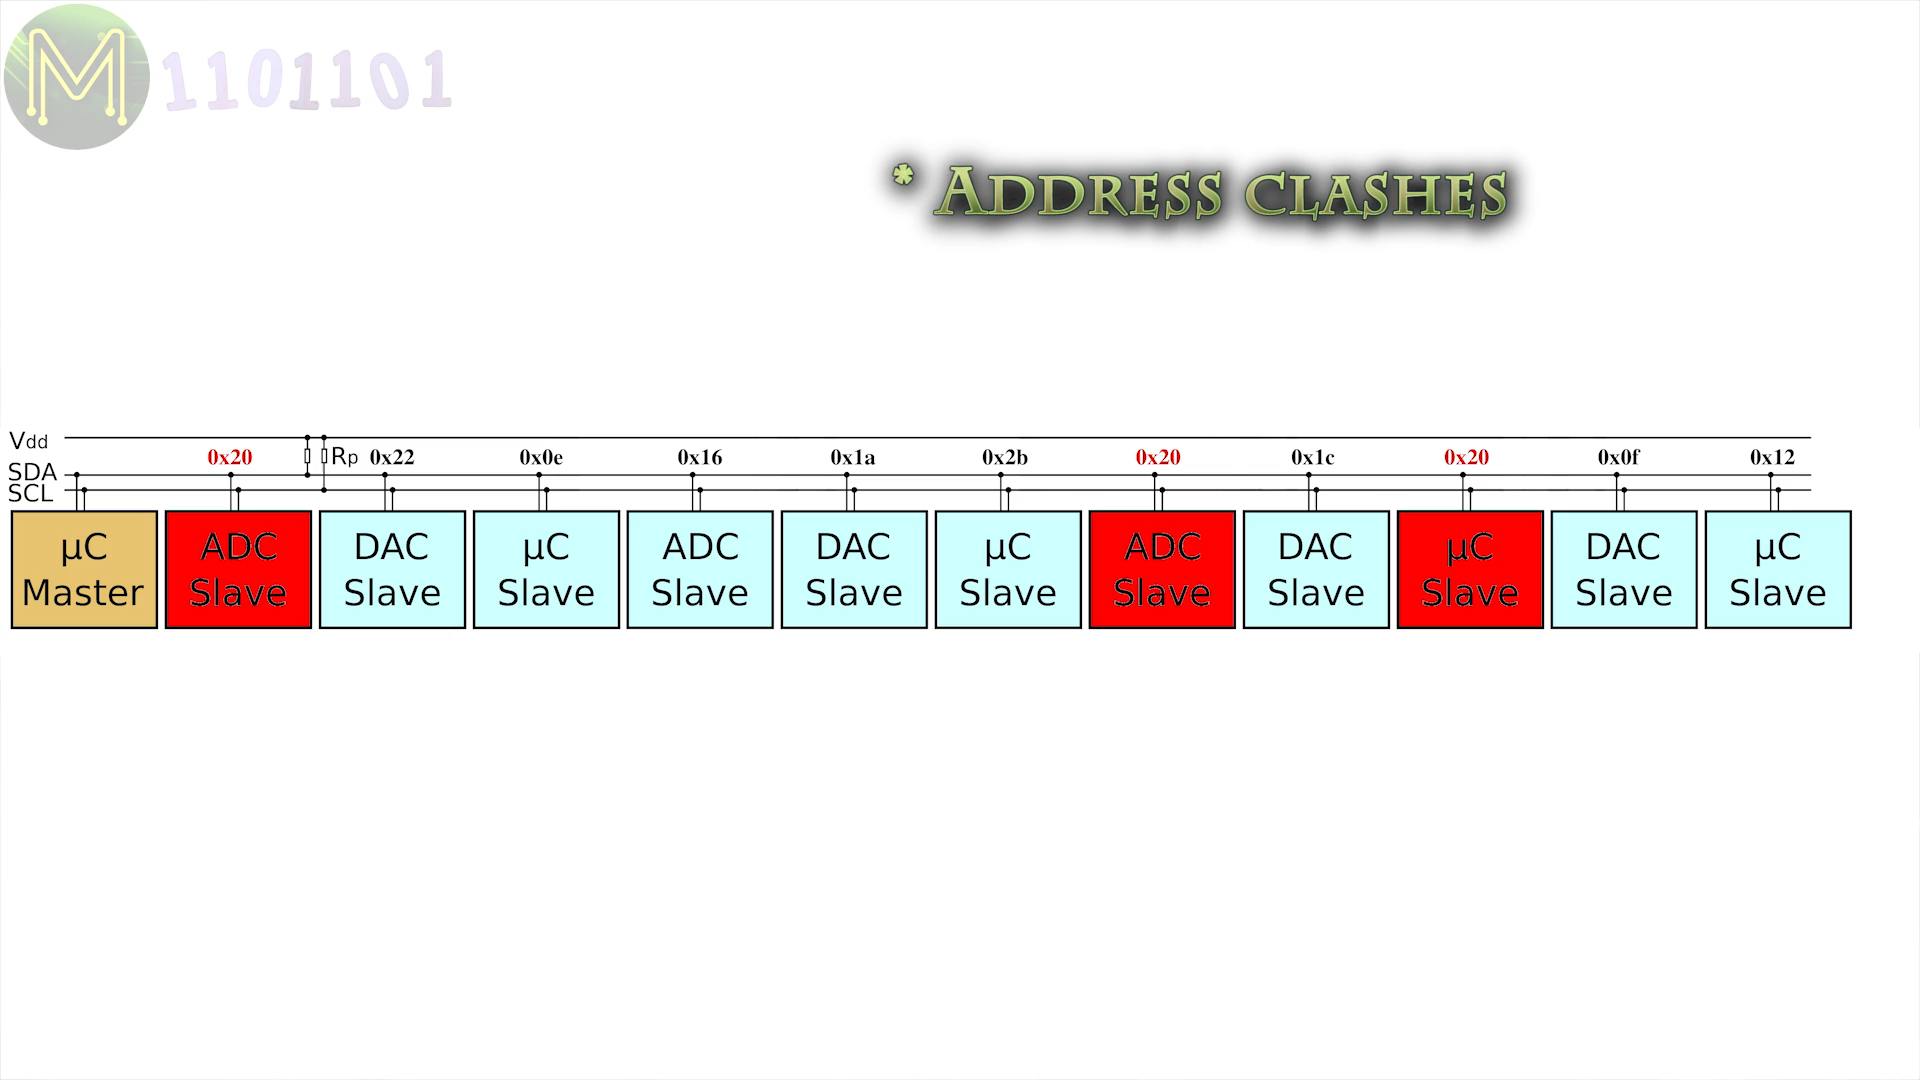 M 1101101
* Address clashes
Vdd
0x20 Rp 0x22 0x0e 0x16 0x1a 0x2b 0x20 0x1c 0x20 0x0f 0x12
SDA
SCL
µC ADC DAC µC ADC DAC µC ADC DAC µC DAC µC
Master Slave Slave Slave Slave Slave Slave Slave Slave Slave Slave Slave